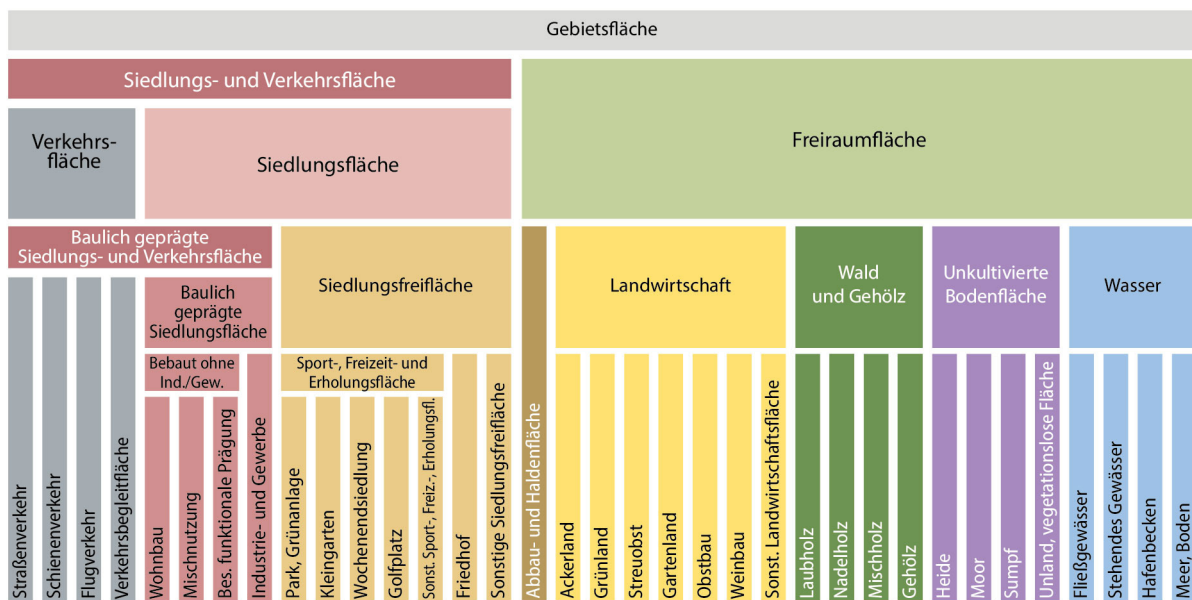 Gebietsfläche
Siedlungs- und Verkehrsfläche
Verkehrs-
fläche
Siedlungsfläche
Freiraumfläche
Baulich geprägte
Siedlungs- und Verkehrsfläche
Siedlungsfreifläche
Landwirtschaft
Wald
und Gehölz
Unkultivierte
Bodenfläche
Wasser
Baulich
geprägte
Siedlungsfläche
Bebaut ohne
Ind./Gew.
Sport-, Freizeit- und
Erholungsfläche
Straßenverkehr
Schienenverkehr
Flugverkehr
Verkehrsbegleitfläche
Wohnbau
Mischnutzung
Bes. funktionale Prägung
Industrie- und Gewerbe
Park, Grünanlage
Kleingarten
Wochenendsiedlung
Golfplatz
Sonst. Sport-, Freiz.-, Erholungsfl.
Friedhof
Sonstige Siedlungsfreifläche
Abbau- und Haldenfläche
Ackerland
Grünland
Streuobst
Gartenland
Obstbau
Weinbau
Sonst. Landwirtschaftsfläche
Laubholz
Nadelholz
Mischholz
Gehölz
Heide
Moor
Sumpf
Unland, vegetationslose Fläche
Fließgewässer
Stehendes Gewässer
Hafenbecken
Meer, Boden